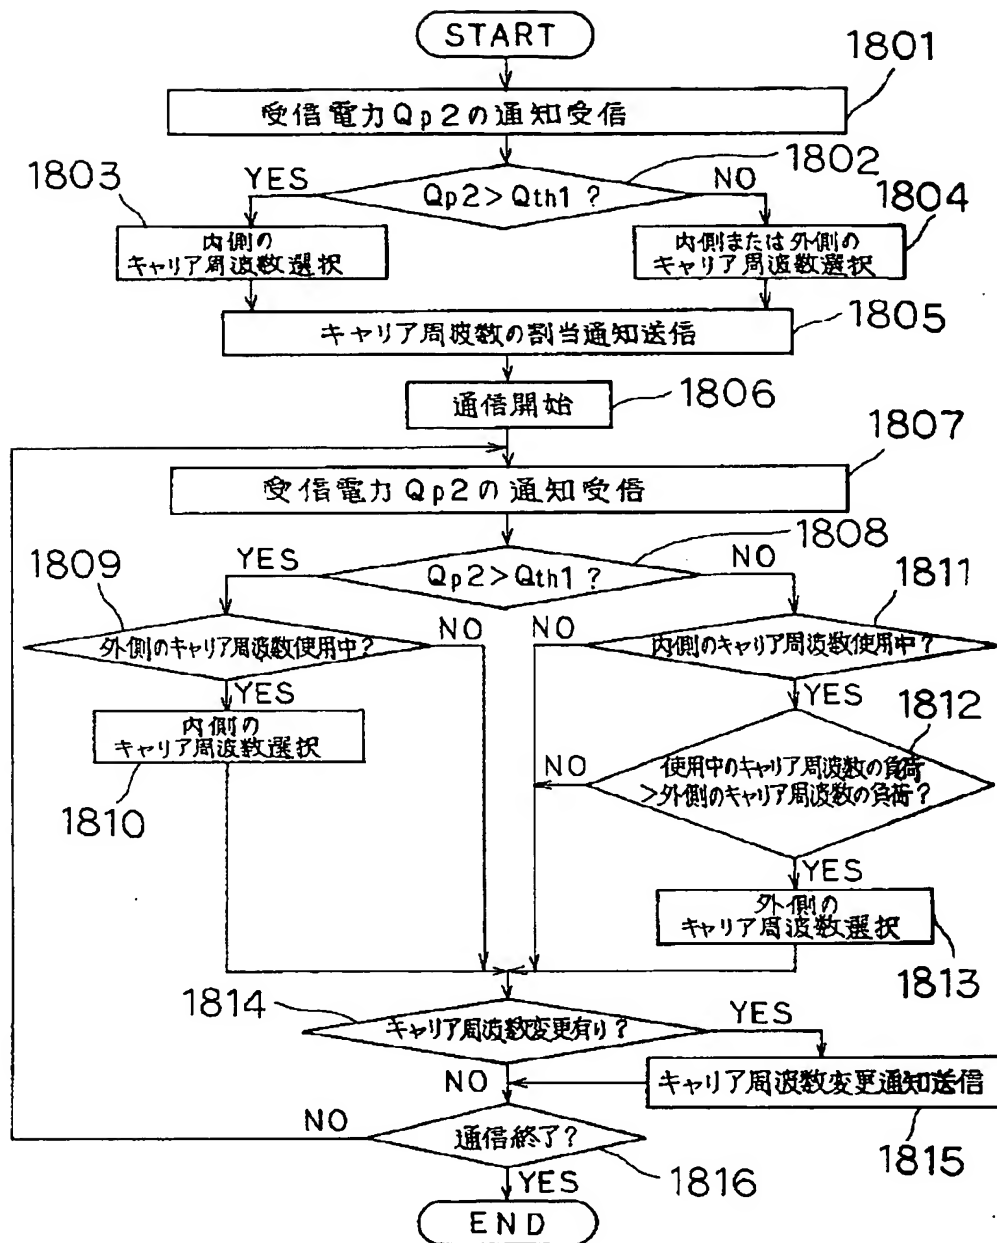 START
1801
受信電力Qp2の通知受信
1802
1803
YES
Qp2>Qth1?
NO
1804
内側の
キャリア周波数選択
内側または外側の
キャリア周波数選択
キャリア周波数の割当通知送信
1805
通信開始
1806
1807
受信電力Qp2の通知受信
1808
1809
YES
Qp2>Qth1?
NO
1811
外側のキャリア周波数使用中?
NO
NO
内側のキャリア周波数使用中?
YES
YES
1812
内側の
キャリア周波数選択
1810
NO
使用中のキャリア周波数の負荷
>外側のキャリア周波数の負荷?
YES
外側の
キャリア周波数選択
1813
1814
キャリア周波数変更有り?
YES
NO
キャリア周波数変更通知送信
1815
NO
通信終了?
1816
YES
END